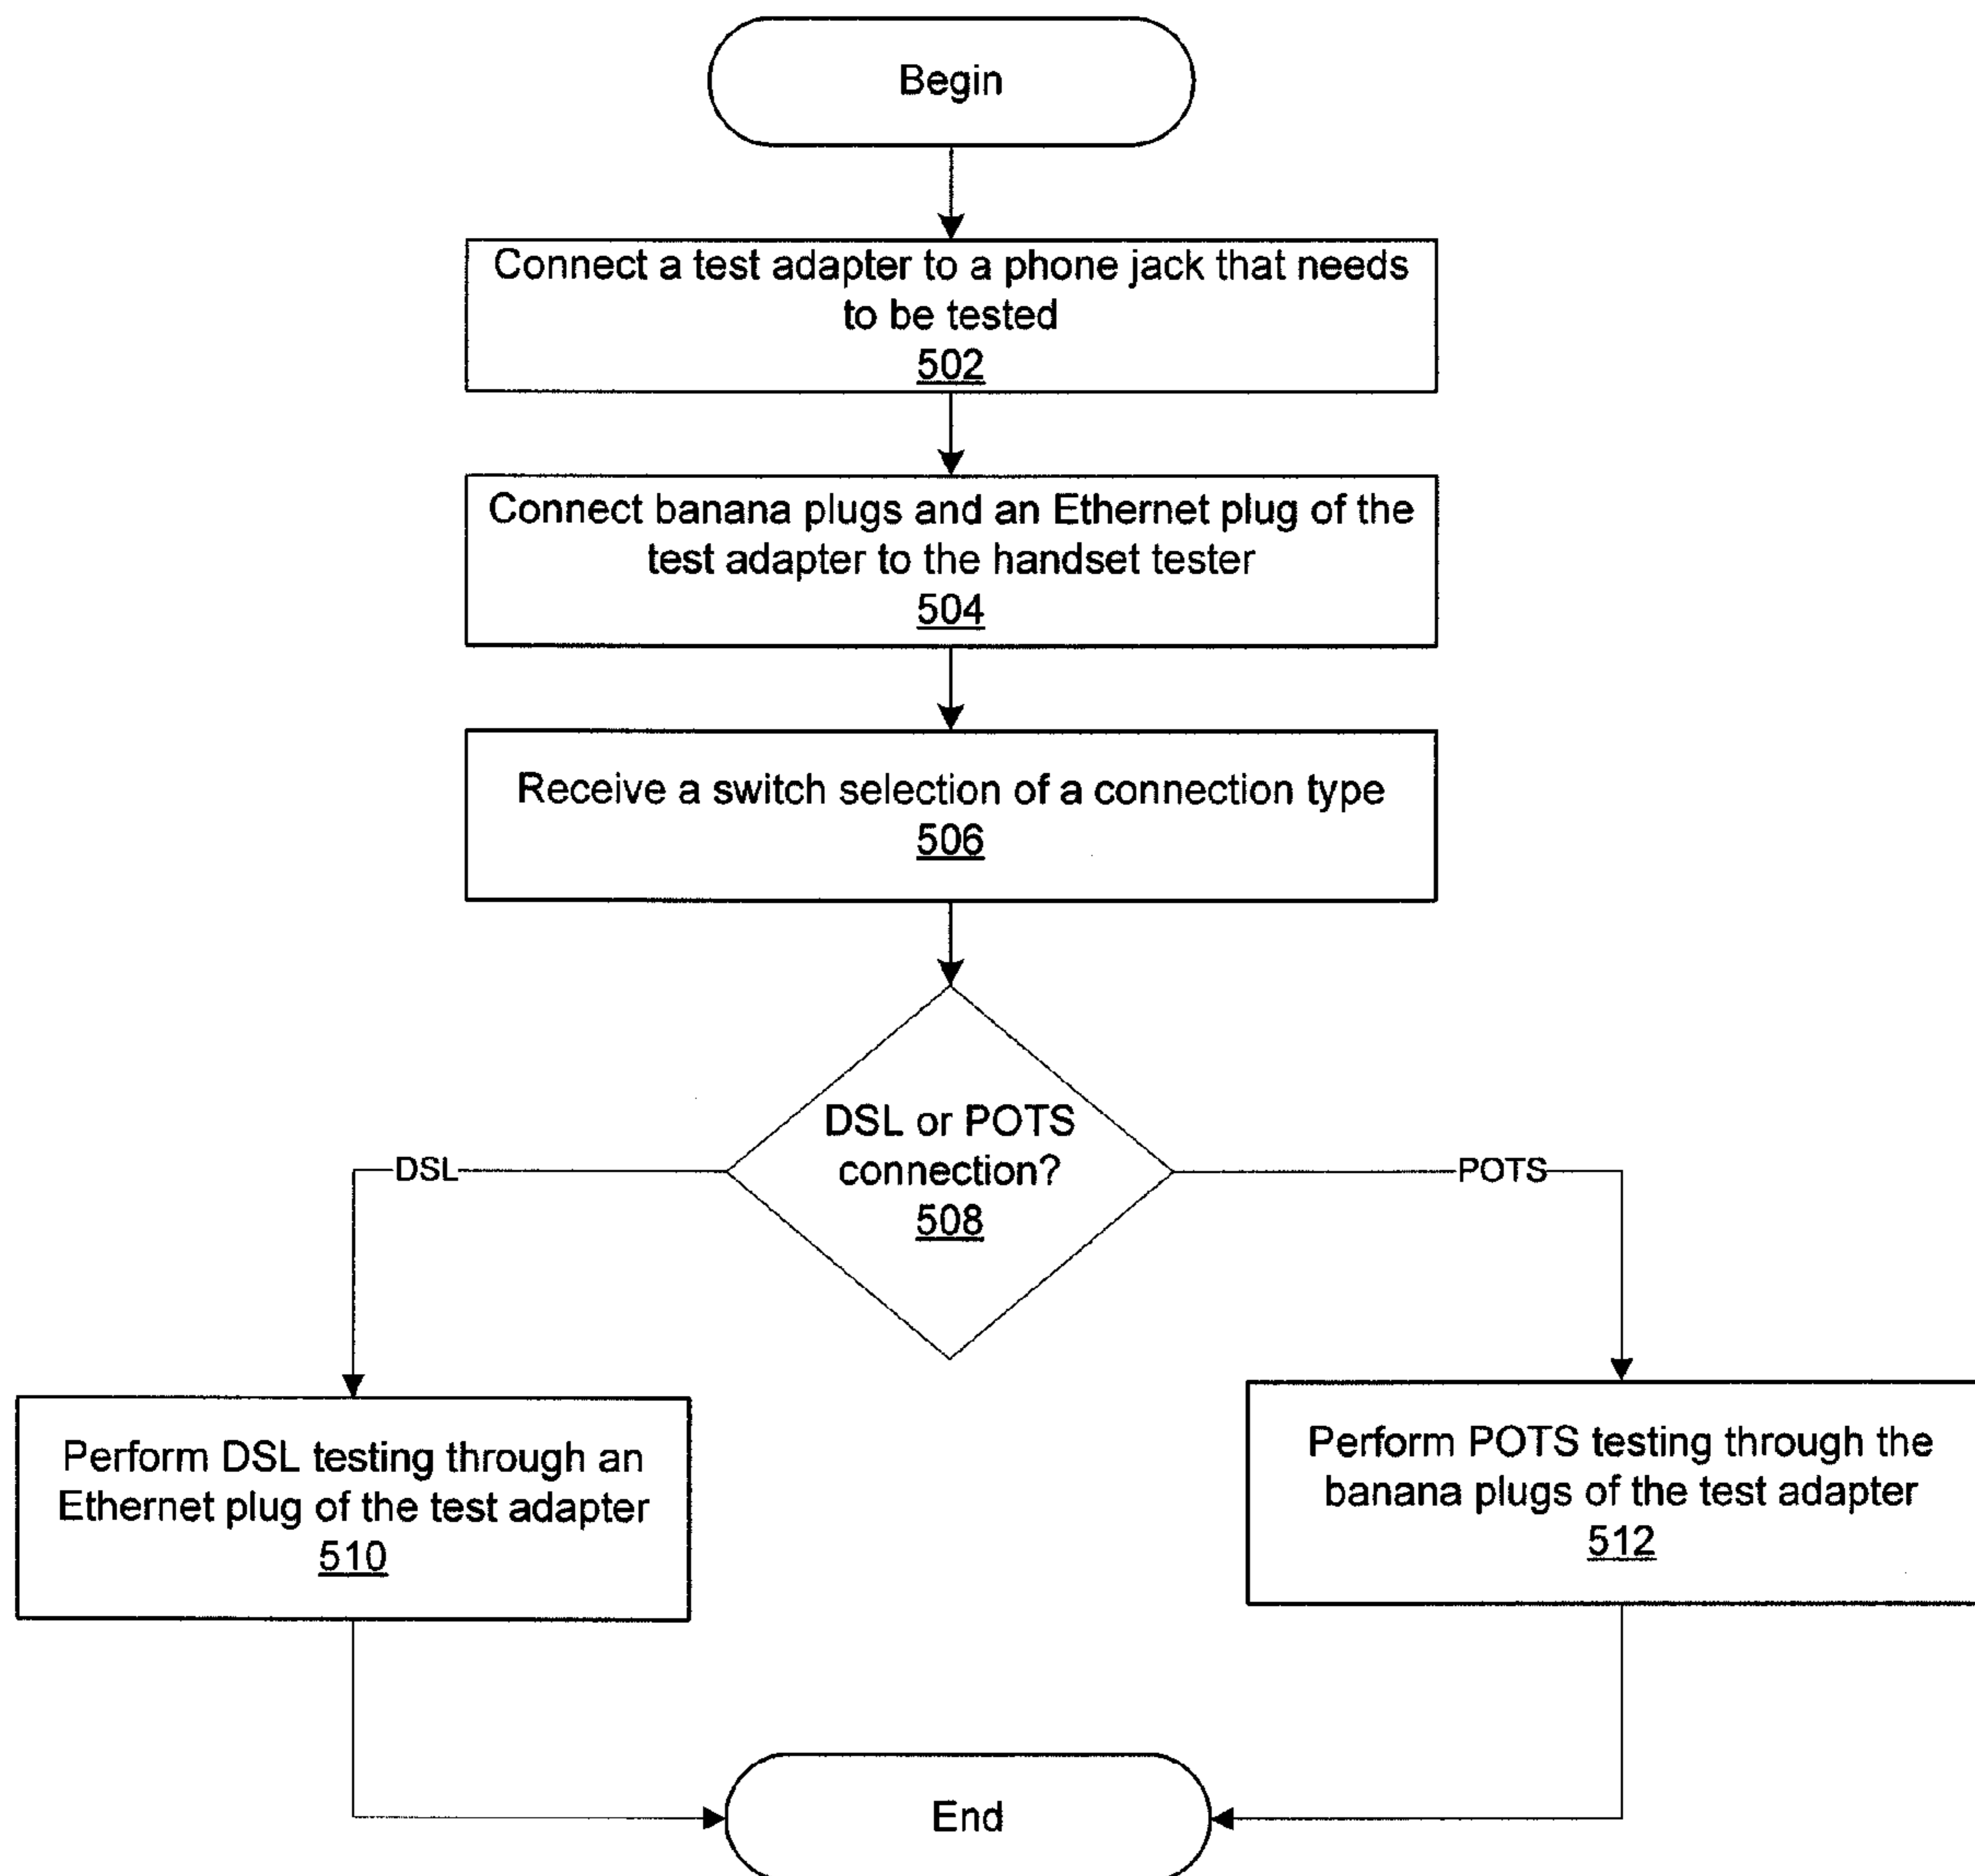 Begin
Connect a test adapter to a phone jack that needs
to be tested
502
Connect banana plugs and an Ethernet plug of the
test adapter to the handset tester
504
Receive a switch selection of a connection type
506
DSL or POTS
connection?
508
DSL
POTS
Perform DSL testing through an
Ethernet plug of the test adapter
510
Perform POTS testing through the
banana plugs of the test adapter
512
End